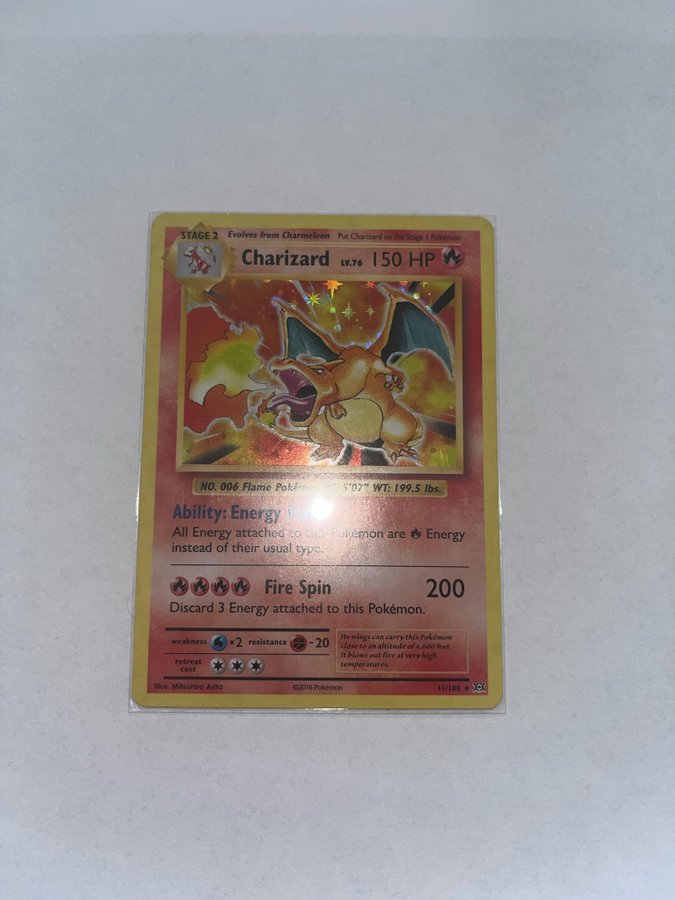 STAGE 2 Evolves from Charmeleon Put Charizard on the Stage 1 Pokémon
Charizard LV.76 150 HP
NO. 006 Flame Pokém 5'07" WT: 199.5 lbs.
Ability: Energy
All Energy attached to this Pokémon are Energy
instead of their usual type.
Fire Spin 200
Discard 3 Energy attached to this Pokémon.
weakness ×2 resistance -20
retreat
cost
Its wings can carry this Pokémon
close to an altitude of 4,600 feet.
It blows out fire at very high
temperatures.
Illus. Mitsuhiro Arita ©2016 Pokémon 11/108 ★